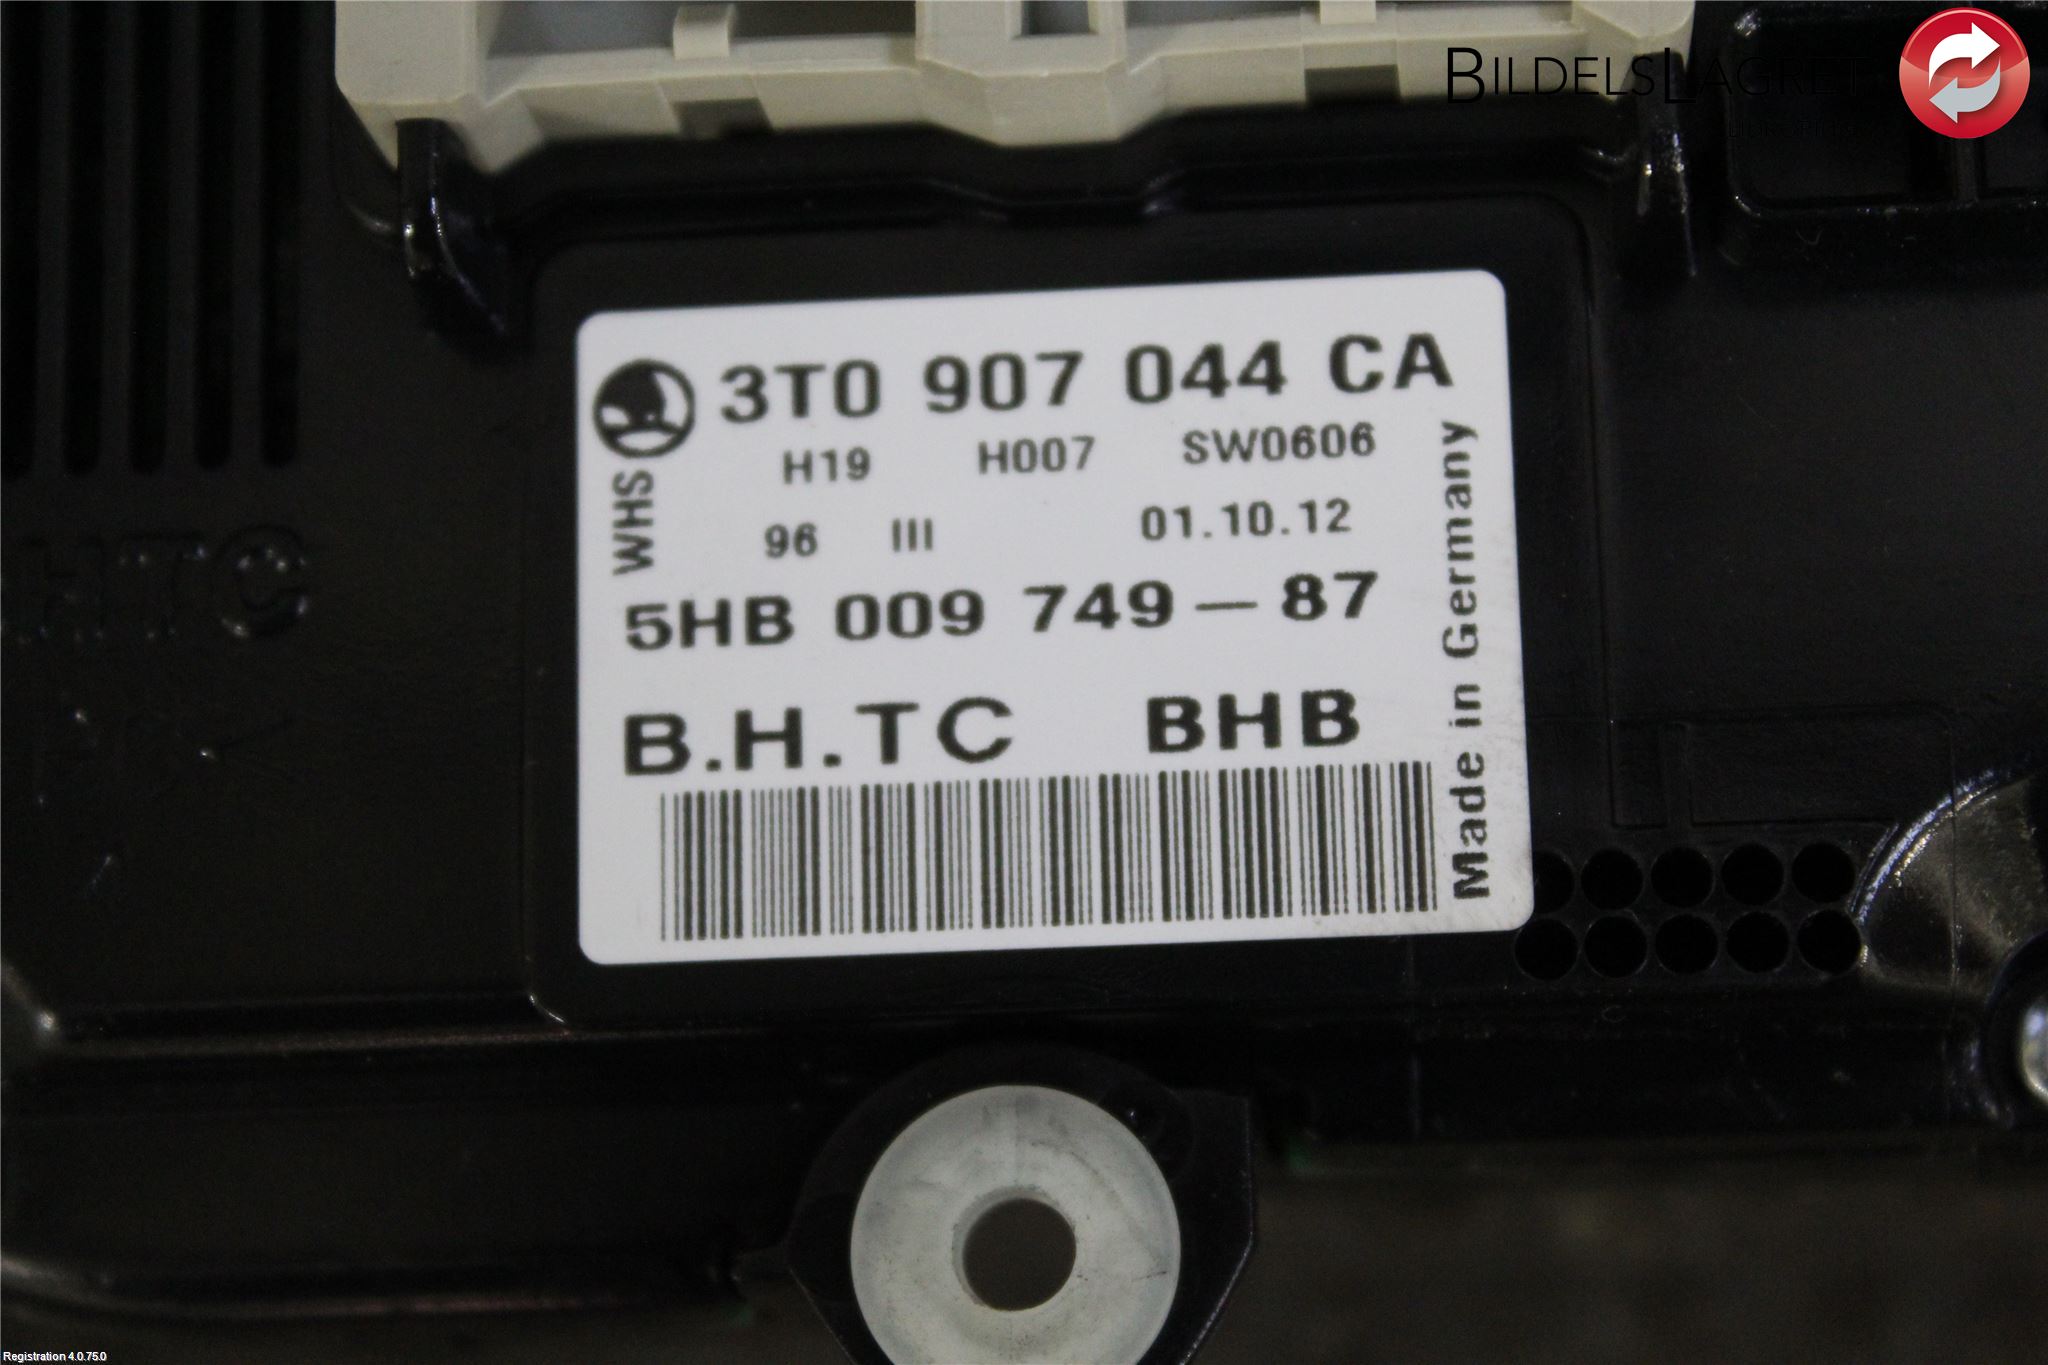 BILDELSLAGRET
3T0 907 044 CA
H19 H007 SW0606
WHS
96 III 01.10.12
5HB 009 749-87
B.H.TC BHB
Made in Germany
HTC
Registration 4.0.75.0